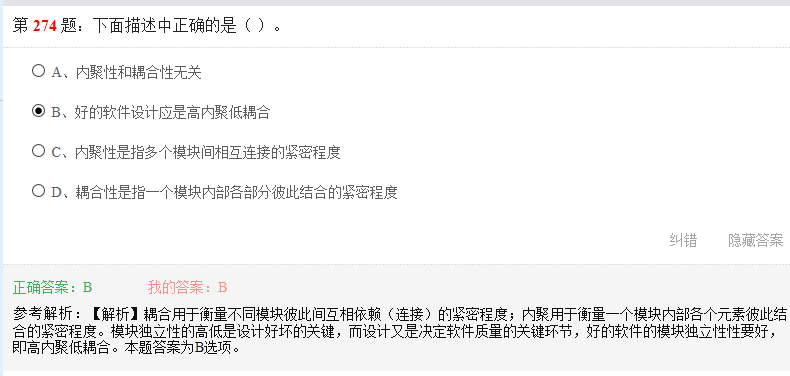 第 274 题：下面描述中正确的是（ ）。
A、内聚性和耦合性无关
B、好的软件设计应是高内聚低耦合
C、内聚性是指多个模块间相互连接的紧密程度
D、耦合性是指一个模块内部各部分彼此结合的紧密程度
纠错 隐藏答案
正确答案：B 我的答案：B
参考解析：【解析】耦合用于衡量不同模块彼此间互相依赖（连接）的紧密程度；内聚用于衡量一个模块内部各个元素彼此结
合的紧密程度。模块独立性的高低是设计好坏的关键，而设计又是决定软件质量的关键环节，好的软件的模块独立性性要好，
即高内聚低耦合。本题答案为B选项。